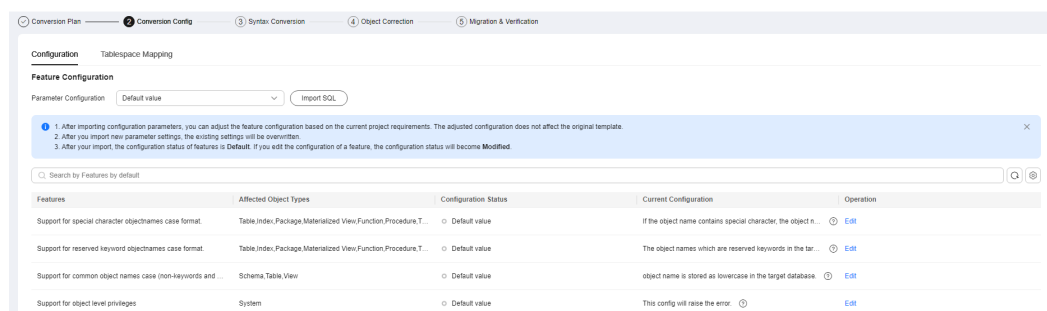 Conversion Plan 2 Conversion Config 3 Syntax Conversion 4 Object Correction 5 Migration & Verification
Configuration Tablespace Mapping
Feature Configuration
Parameter Configuration Default value Import SQL
1. After importing configuration parameters, you can adjust the feature configuration based on the current project requirements. The adjusted configuration does not affect the original template.
2. After you import new parameter settings, the existing settings will be overwritten.
3. After your import, the configuration status of features is Default. If you edit the configuration of a feature, the configuration status will become Modified.
Search by Features by default
Features Affected Object Types Configuration Status Current Configuration Operation
Support for special character objectnames case format. Table,Index,Package,Materialized View,Function,Procedure,T... Default value If the object name contains special character, the object n... Edit
Support for reserved keyword objectnames case format. Table,Index,Package,Materialized View,Function,Procedure,T... Default value The object names which are reserved keywords in the tar... Edit
Support for common object names case (non-keywords and ... Schema,Table,View Default value object name is stored as lowercase in the target database. Edit
Support for object level privileges System Default value This config will raise the error. Edit